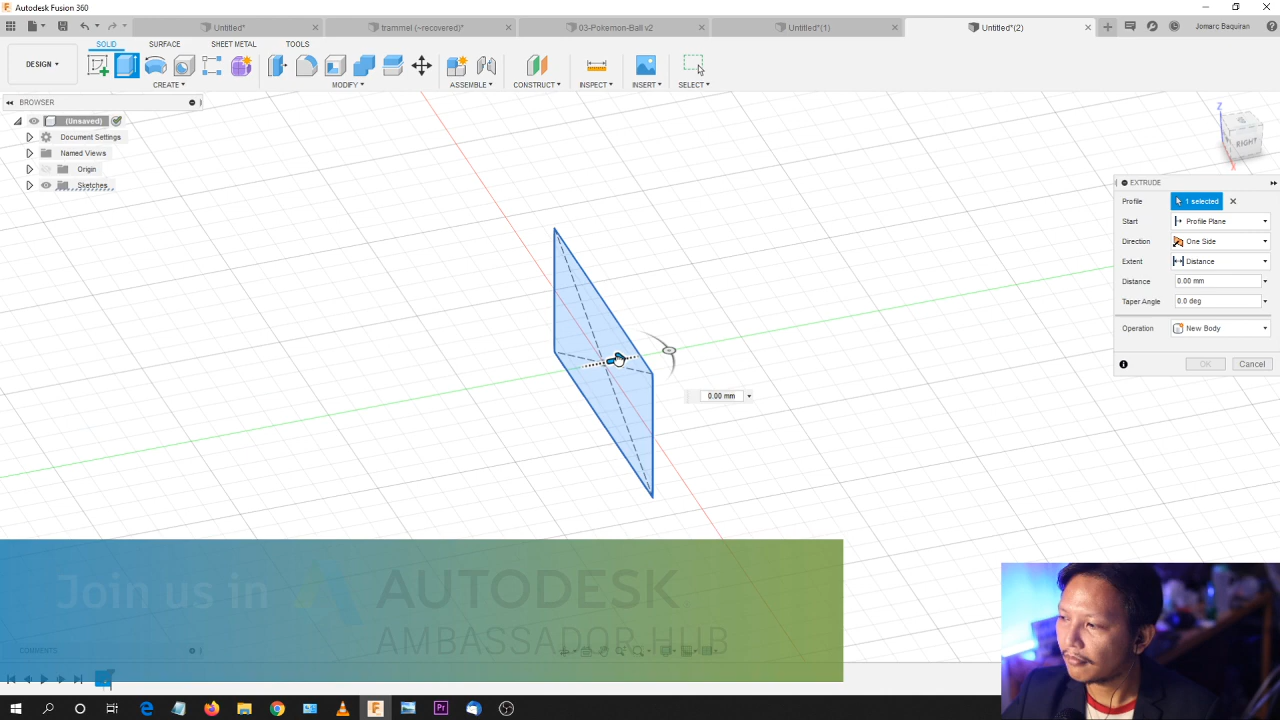 Autodesk Fusion 360
Untitled*
trammel (~recovered)*
03-Pokemon-Ball v2
Untitled*(1)
Untitled*(2)
Jomarc Baquiran
SOLID
SURFACE
SHEET METAL
TOOLS
DESIGN
CREATE
MODIFY
ASSEMBLE
CONSTRUCT
INSPECT
INSERT
SELECT
BROWSER
(Unsaved)
Document Settings
Named Views
Origin
Sketches
Z
RIGHT
EXTRUDE
Profile 1 selected
Start Profile Plane
Direction One Side
Extent Distance
Distance 0.00 mm
Taper Angle 0.0 deg
Operation New Body
OK Cancel
0.00 mm
Join us in AUTODESK
AMBASSADOR HUB
COMMENTS